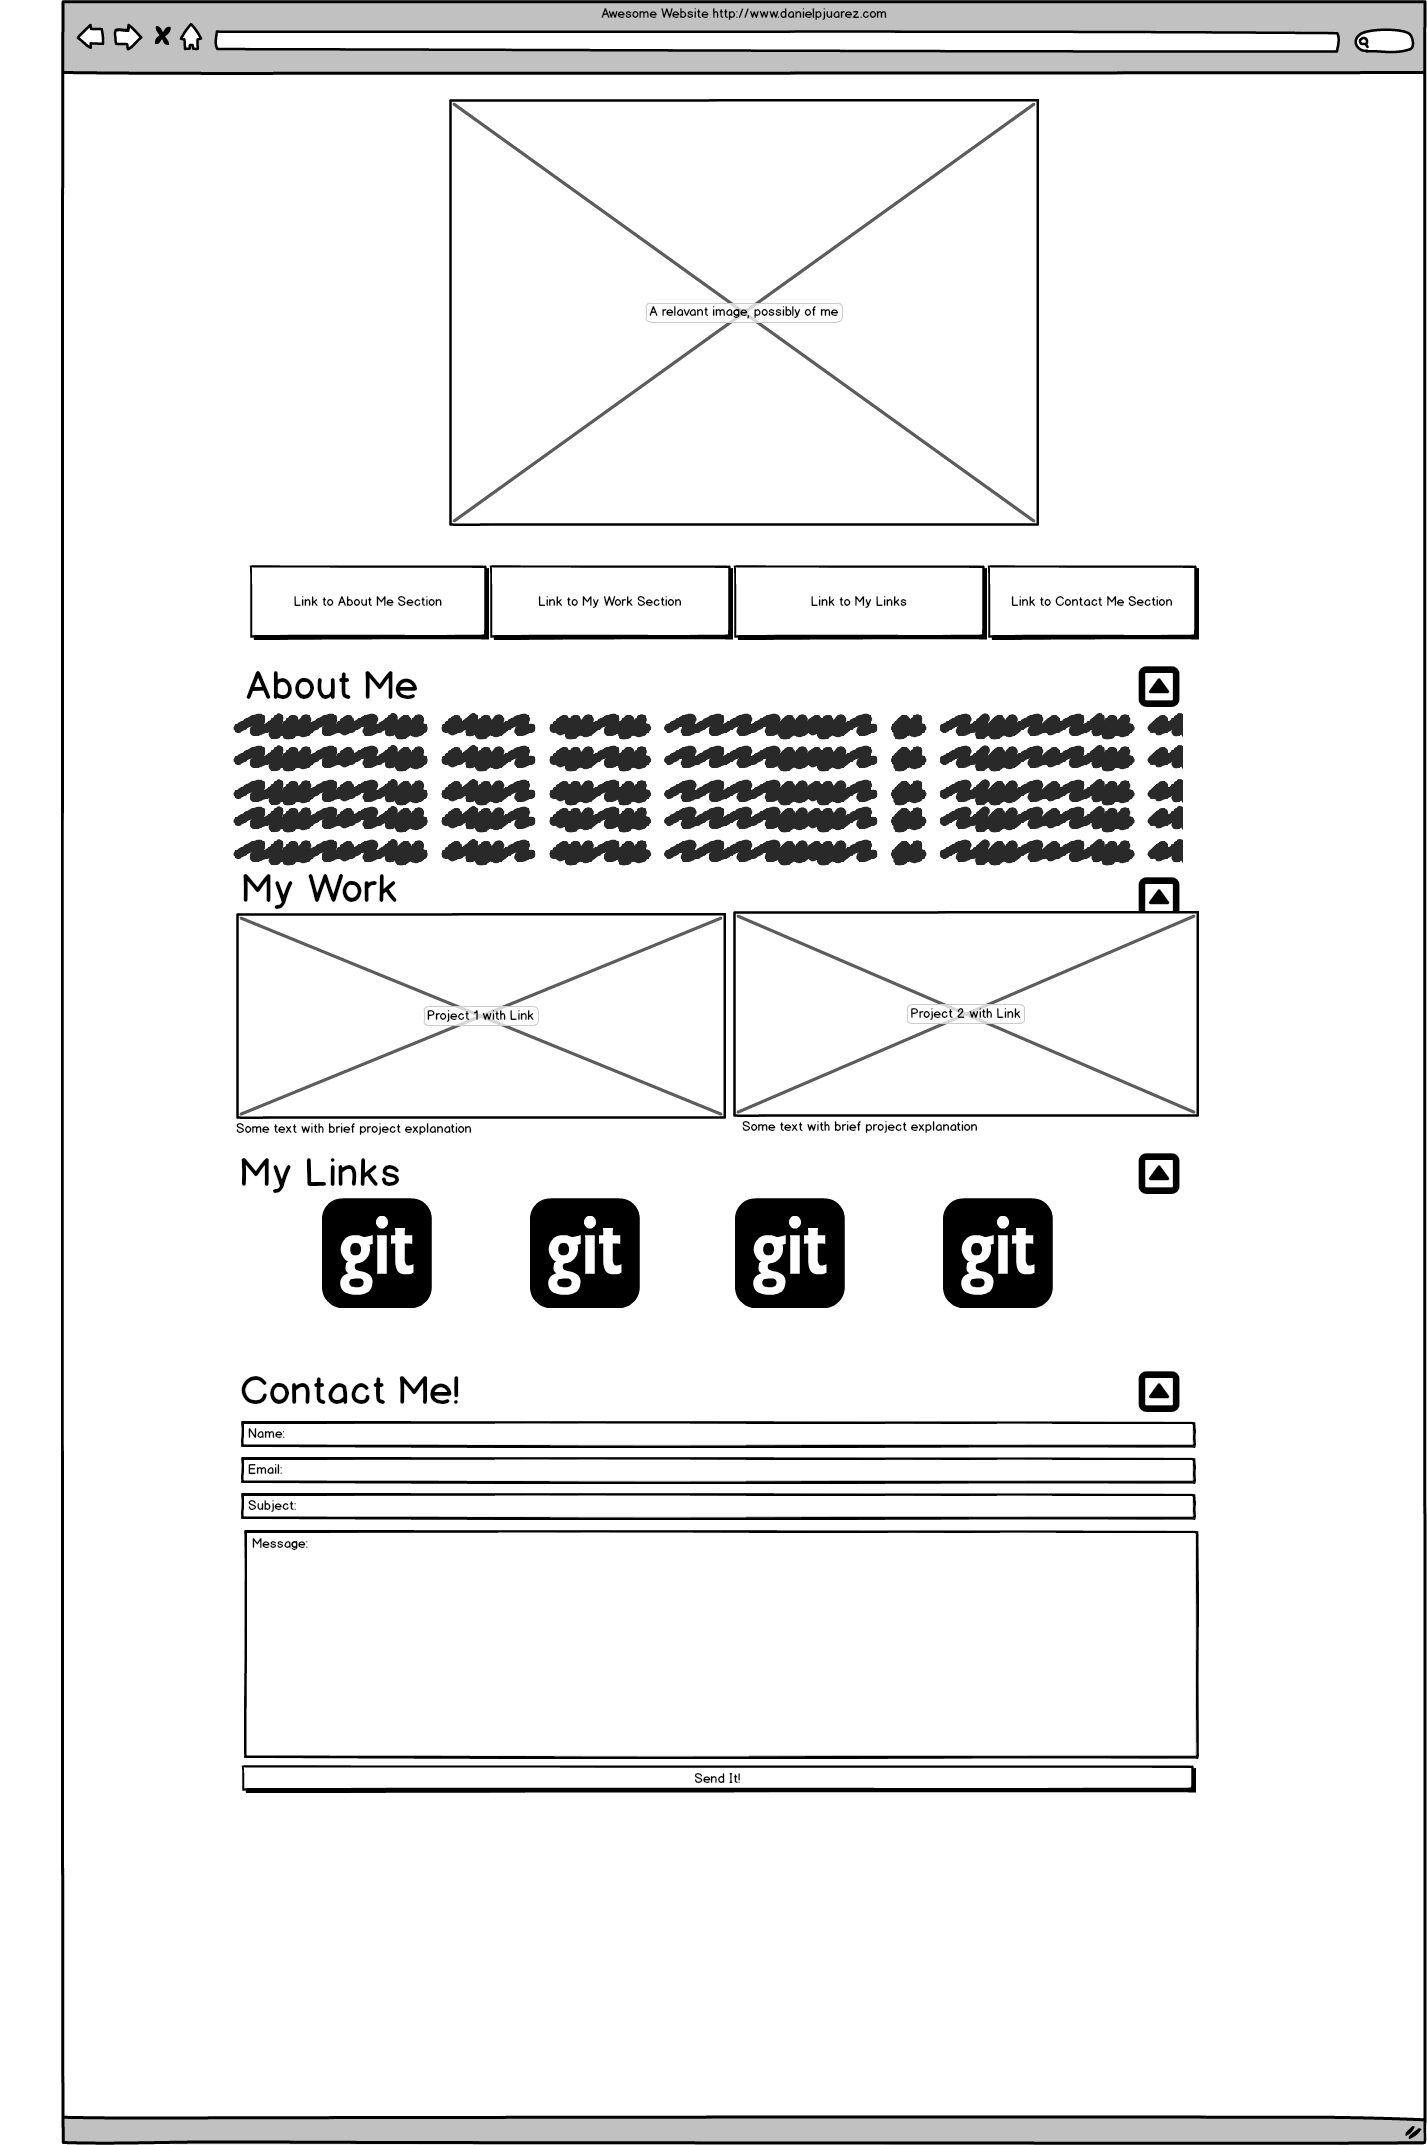 Awesome Website http://www.danielpjuarez.com
A relavant image, possibly of me
Link to About Me Section
Link to My Work Section
Link to My Links
Link to Contact Me Section
About Me
My Work
Project 1 with Link
Project 2 with Link
Some text with brief project explanation
Some text with brief project explanation
My Links
git
git
git
git
Contact Me!
Name:
Email:
Subject:
Message:
Send It!